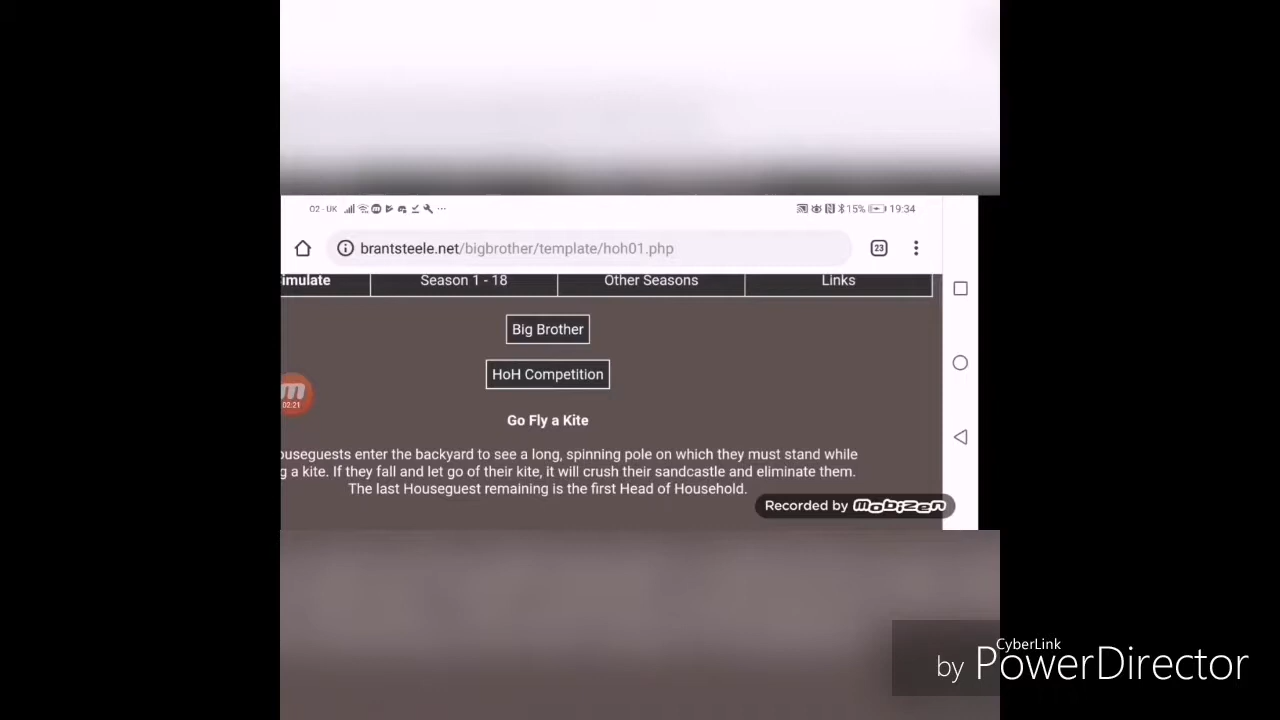 O2 - UK
15% 19:34
brantsteele.net/bigbrother/template/hoh01.php
23
imulate Season 1 - 18 Other Seasons Links
Big Brother
HoH Competition
02.21
Go Fly a Kite
ouseguests enter the backyard to see a long, spinning pole on which they must stand while
g a kite. If they fall and let go of their kite, it will crush their sandcastle and eliminate them.
The last Houseguest remaining is the first Head of Household.
Recorded by mobizen
CyberLink
by PowerDirector